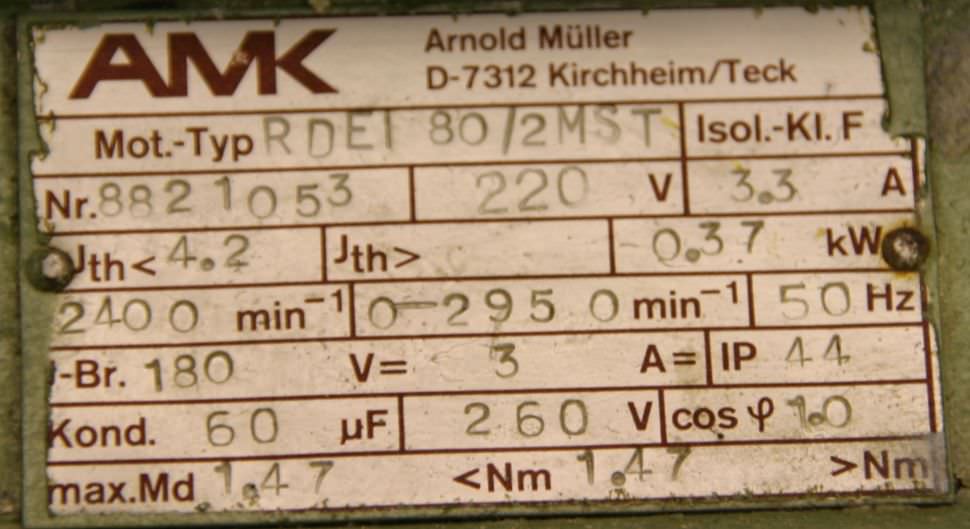 AMK Arnold Müller
D-7312 Kirchheim/Teck
Mot.-Typ RDEI 80/2MST Isol.-Kl. F
Nr. 8821053 220 V 3.3 A
Jth< 4.2 Jth> 0.37 kW
2400 min⁻¹ 0-2950 min⁻¹ 50 Hz
-Br. 180 V= 3 A= IP 44
Kond. 60 µF 260 V cos φ 1.0
max.Md 1.47 <Nm 1.47 >Nm